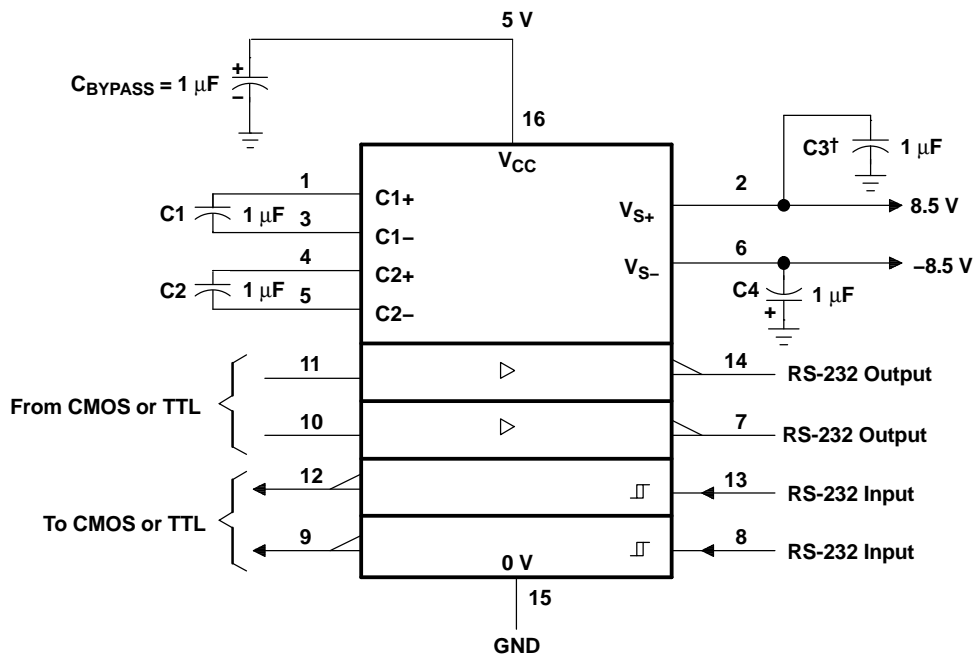 5 V
CBYPASS = 1 µF
+
−
16
VCC
C3†
1 µF
1
C1+
2
VS+
8.5 V
C1
1 µF
3
C1−
4
C2+
6
VS−
−8.5 V
C2
1 µF
5
C2−
C4
1 µF
+
11
14
RS-232 Output
From CMOS or TTL
10
7
RS-232 Output
12
13
RS-232 Input
To CMOS or TTL
9
8
RS-232 Input
0 V
15
GND